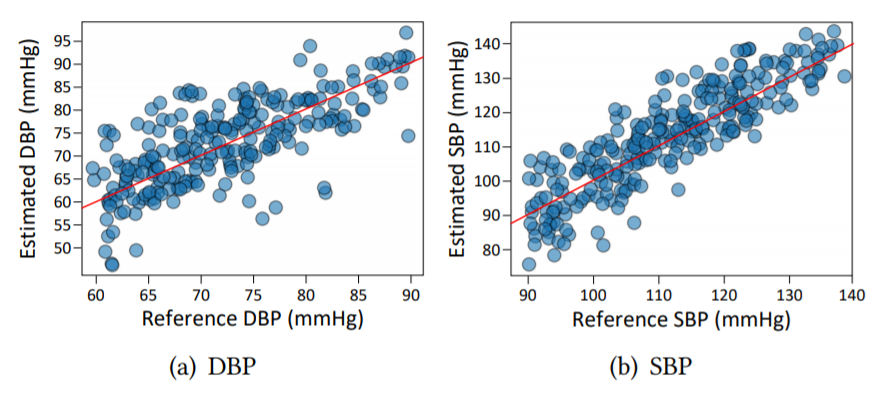 Estimated DBP (mmHg)
95
90
85
80
75
70
65
60
55
50
60 65 70 75 80 85 90
Reference DBP (mmHg)
(a) DBP
Estimated SBP (mmHg)
140
130
120
110
100
90
80
90 100 110 120 130 140
Reference SBP (mmHg)
(b) SBP